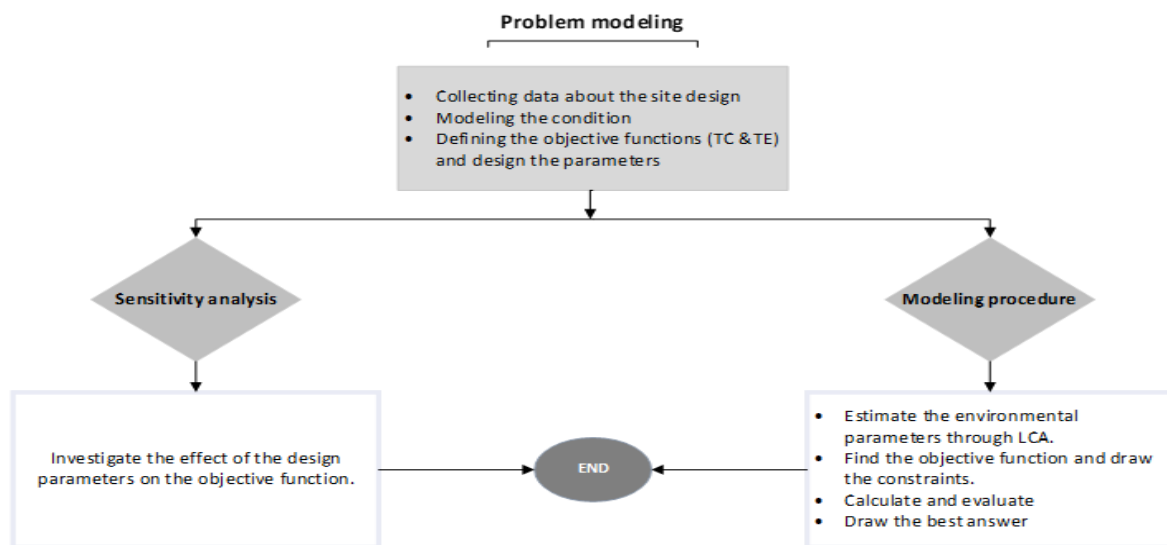 Problem modeling
• Collecting data about the site design
• Modeling the condition
• Defining the objective functions (TC &TE)
and design the parameters
Sensitivity analysis
Modeling procedure
Investigate the effect of the design
parameters on the objective function.
END
• Estimate the environmental
parameters through LCA.
• Find the objective function and draw
the constraints.
• Calculate and evaluate
• Draw the best answer